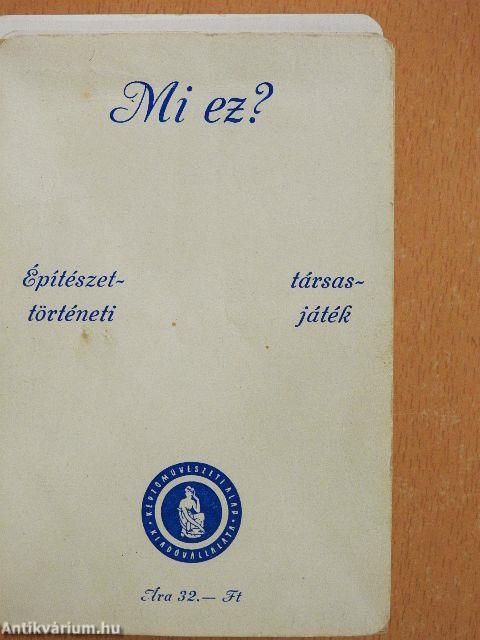 Mi ez?
Építészet- társas-
történeti játék
KÉPZŐMŰVÉSZETI ALAP
KIADÓVÁLLALATA
Ára 32.— Ft
Antikvárium.hu